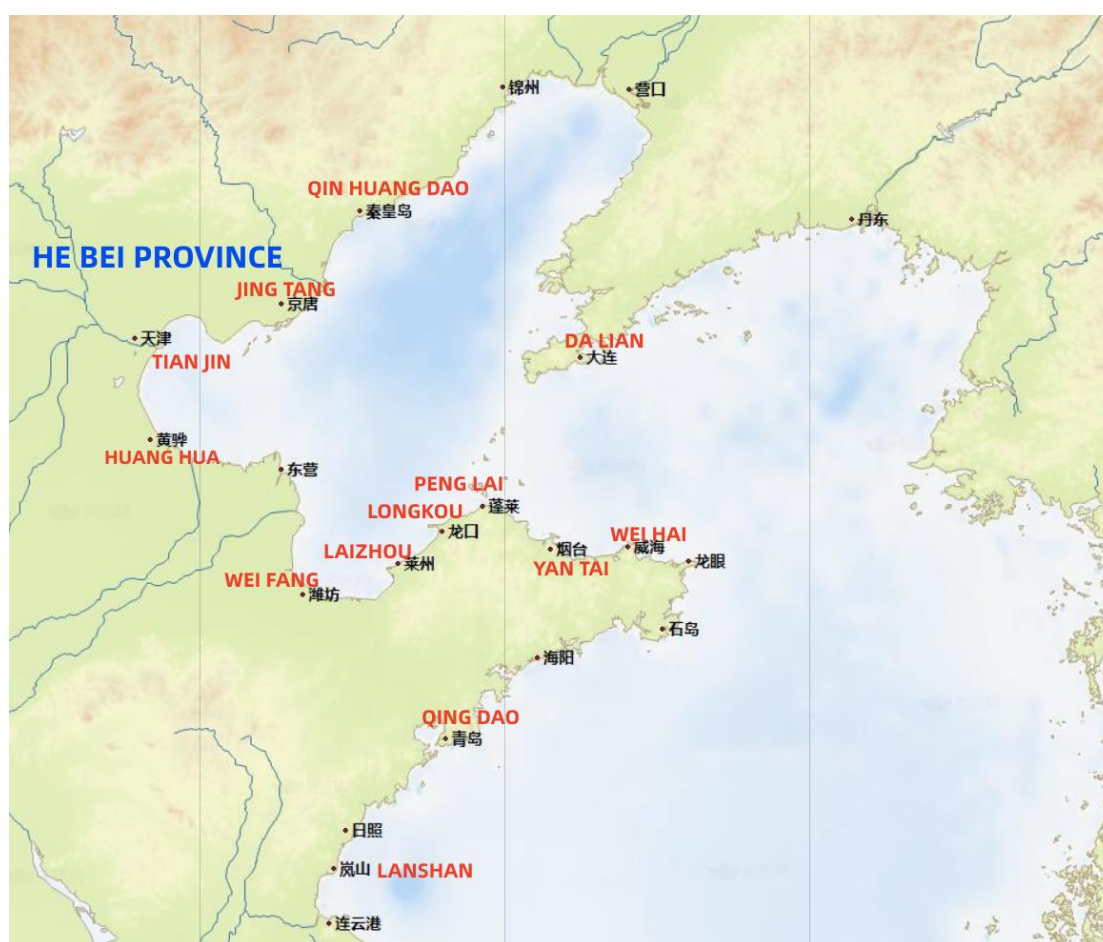 锦州
营口
QIN HUANG DAO
秦皇岛
丹东
HE BEI PROVINCE
JING TANG
京唐
天津
TIAN JIN
DA LIAN
大连
黄骅
HUANG HUA
东营
PENG LAI
蓬莱
LONGKOU
龙口
LAIZHOU
莱州
烟台
YAN TAI
WEI HAI
威海
龙眼
WEI FANG
潍坊
石岛
海阳
QING DAO
青岛
日照
岚山
LANSHAN
连云港